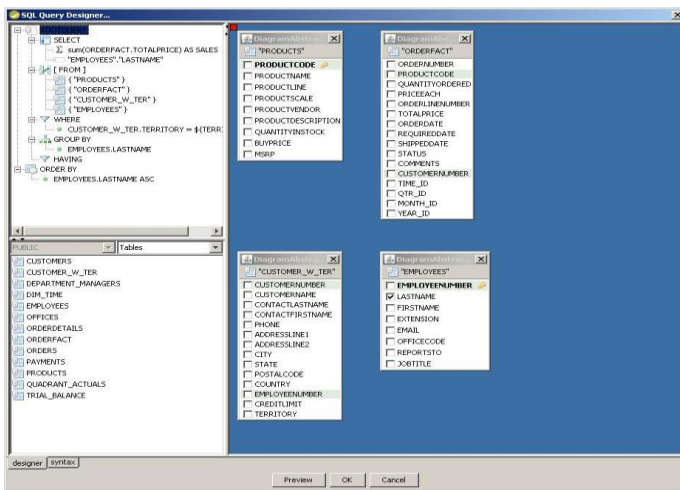 SQL Query Designer...
ROOTQUERY
SELECT
sum(ORDERFACT.TOTALPRICE) AS SALES
"EMPLOYEES"."LASTNAME"
[ FROM ]
{ "PRODUCTS" }
{ "ORDERFACT" }
{ "CUSTOMER_W_TER" }
{ "EMPLOYEES" }
WHERE
CUSTOMER_W_TER.TERRITORY = ${TERR
GROUP BY
EMPLOYEES.LASTNAME
HAVING
ORDER BY
EMPLOYEES.LASTNAME ASC
PUBLIC Tables
CUSTOMERS
CUSTOMER_W_TER
DEPARTMENT_MANAGERS
DIM_TIME
EMPLOYEES
OFFICES
ORDERDETAILS
ORDERFACT
ORDERS
PAYMENTS
PRODUCTS
QUADRANT_ACTUALS
TRIAL_BALANCE
designer syntax
DiagramAbstra...
"PRODUCTS"
PRODUCTCODE
PRODUCTNAME
PRODUCTLINE
PRODUCTSCALE
PRODUCTVENDOR
PRODUCTDESCRIPTION
QUANTITYINSTOCK
BUYPRICE
MSRP
DiagramAbstra...
"ORDERFACT"
ORDERNUMBER
PRODUCTCODE
QUANTITYORDERED
PRICEEACH
ORDERLINENUMBER
TOTALPRICE
ORDERDATE
REQUIREDDATE
SHIPPEDDATE
STATUS
COMMENTS
CUSTOMERNUMBER
TIME_ID
QTR_ID
MONTH_ID
YEAR_ID
DiagramAbstra...
"CUSTOMER_W_TER"
CUSTOMERNUMBER
CUSTOMERNAME
CONTACTLASTNAME
CONTACTFIRSTNAME
PHONE
ADDRESSLINE1
ADDRESSLINE2
CITY
STATE
POSTALCODE
COUNTRY
EMPLOYEENUMBER
CREDITLIMIT
TERRITORY
DiagramAbstra...
"EMPLOYEES"
EMPLOYEENUMBER
LASTNAME
FIRSTNAME
EXTENSION
EMAIL
OFFICECODE
REPORTSTO
JOBTITLE
Preview OK Cancel